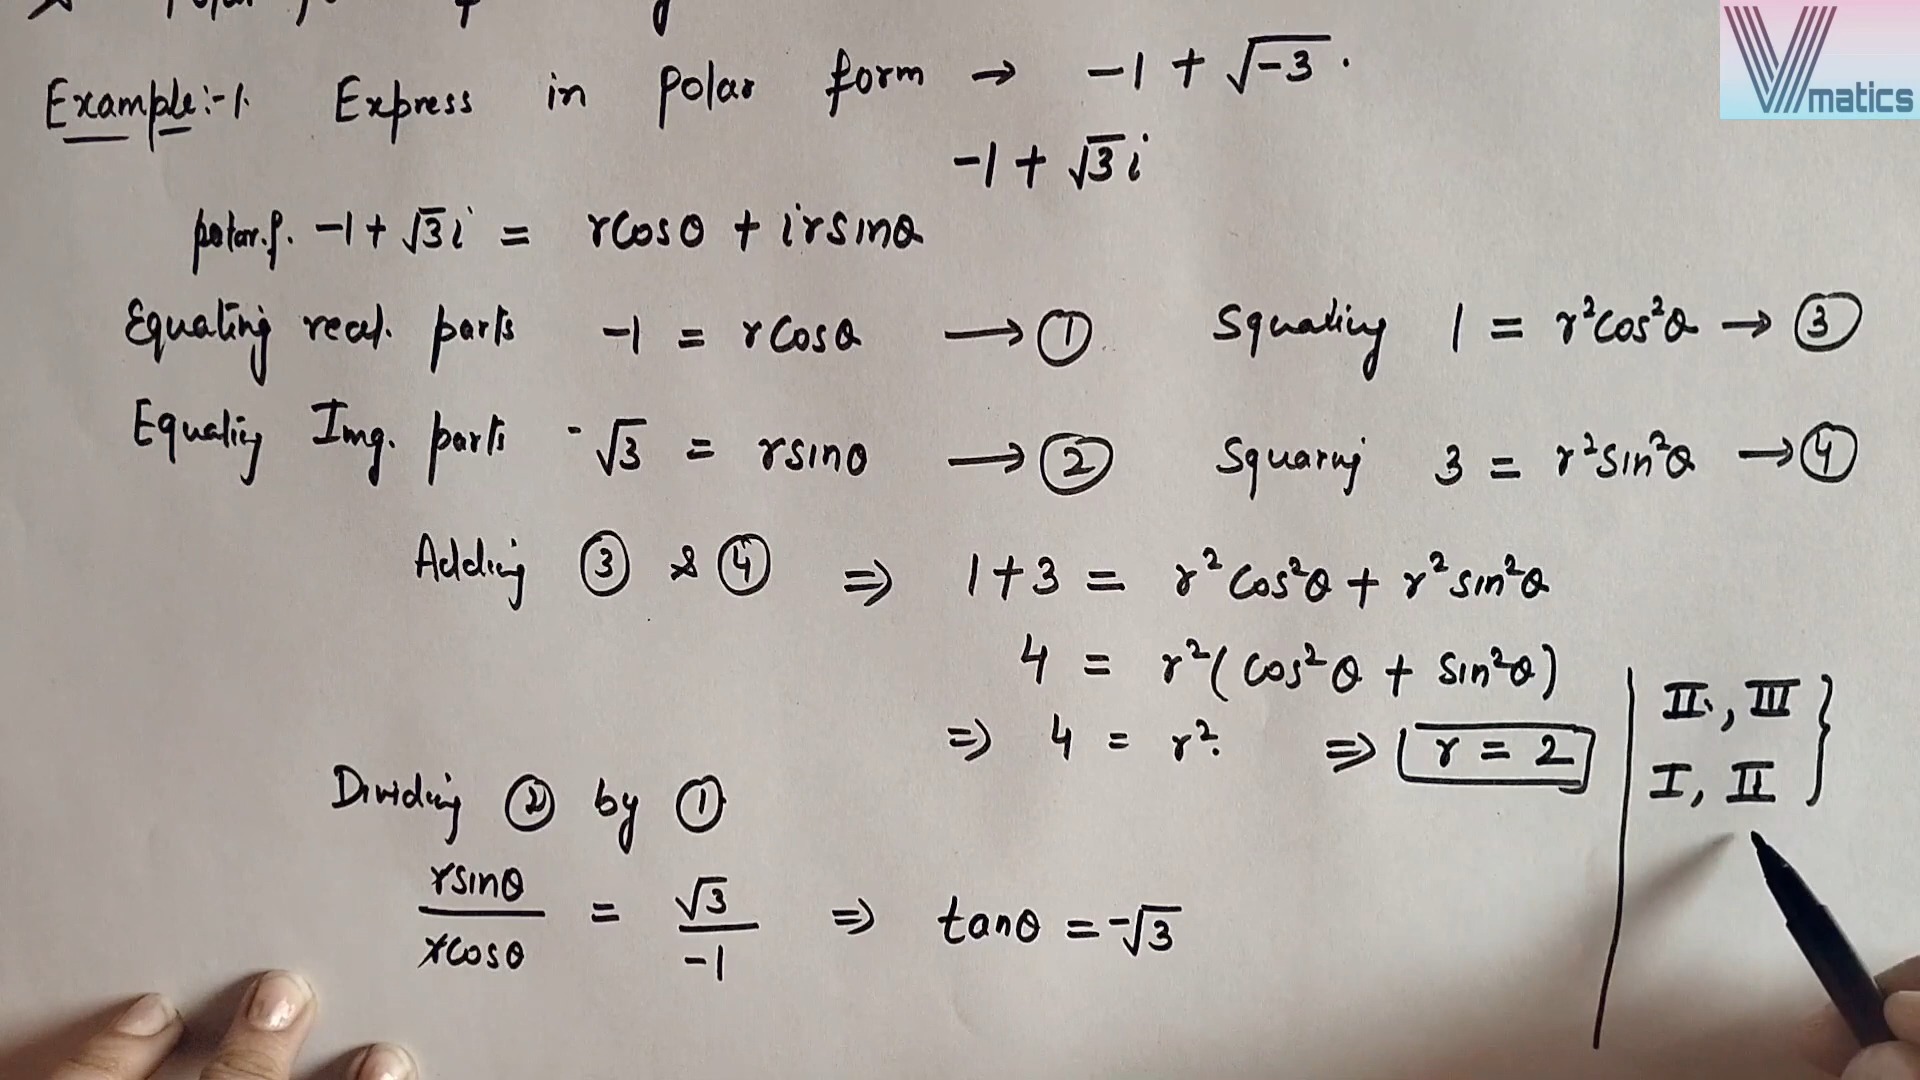 Example:-1. Express in polar form → -1 + √-3.
-1 + √3 i
polar.f. -1 + √3 i = rcosθ + irsinθ
Equating real. parts -1 = rcosθ → ① Squaring 1 = r²cos²θ → ③
Equating Img. parts -√3 = rsinθ → ② Squaring 3 = r²sin²θ → ④
Adding ③ & ④ ⇒ 1+3 = r²cos²θ + r²sin²θ
4 = r²(cos²θ + sin²θ)
⇒ 4 = r². ⇒ r = 2
II, III
I, II
Dividing ② by ①
rsinθ/rcosθ = √3/-1 ⇒ tanθ = -√3
Vmatics